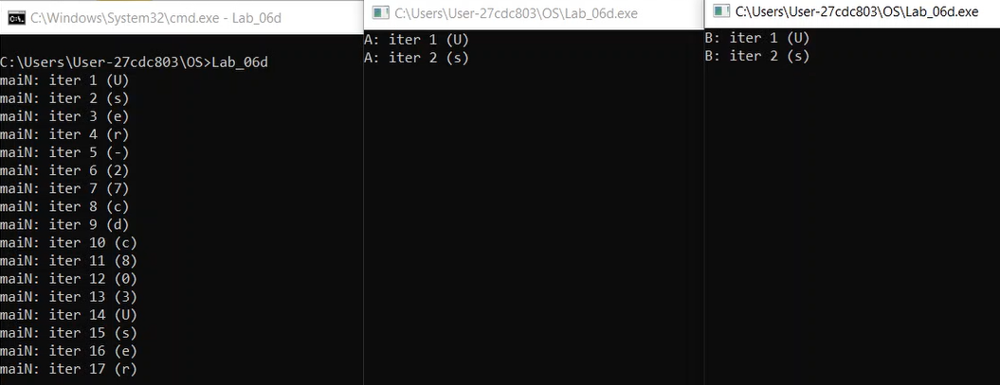 C:\Windows\System32\cmd.exe - Lab_06d
C:\Users\User-27cdc803\OS>Lab_06d
maiN: iter 1 (U)
maiN: iter 2 (s)
maiN: iter 3 (e)
maiN: iter 4 (r)
maiN: iter 5 (-)
maiN: iter 6 (2)
maiN: iter 7 (7)
maiN: iter 8 (c)
maiN: iter 9 (d)
maiN: iter 10 (c)
maiN: iter 11 (8)
maiN: iter 12 (0)
maiN: iter 13 (3)
maiN: iter 14 (U)
maiN: iter 15 (s)
maiN: iter 16 (e)
maiN: iter 17 (r)
C:\Users\User-27cdc803\OS\Lab_06d.exe
A: iter 1 (U)
A: iter 2 (s)
C:\Users\User-27cdc803\OS\Lab_06d.exe
B: iter 1 (U)
B: iter 2 (s)